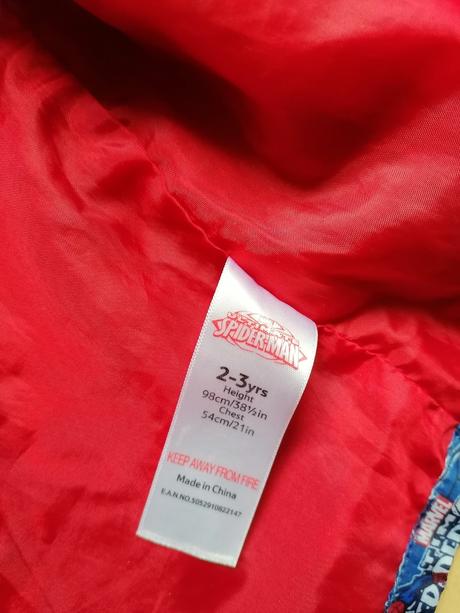 ULTIMATE
SPIDER-MAN
2-3yrs
Height
98cm/38½in
Chest
54cm/21in
KEEP AWAY FROM FIRE
Made in China
E.A.N.NO.5052910822147
MARVEL